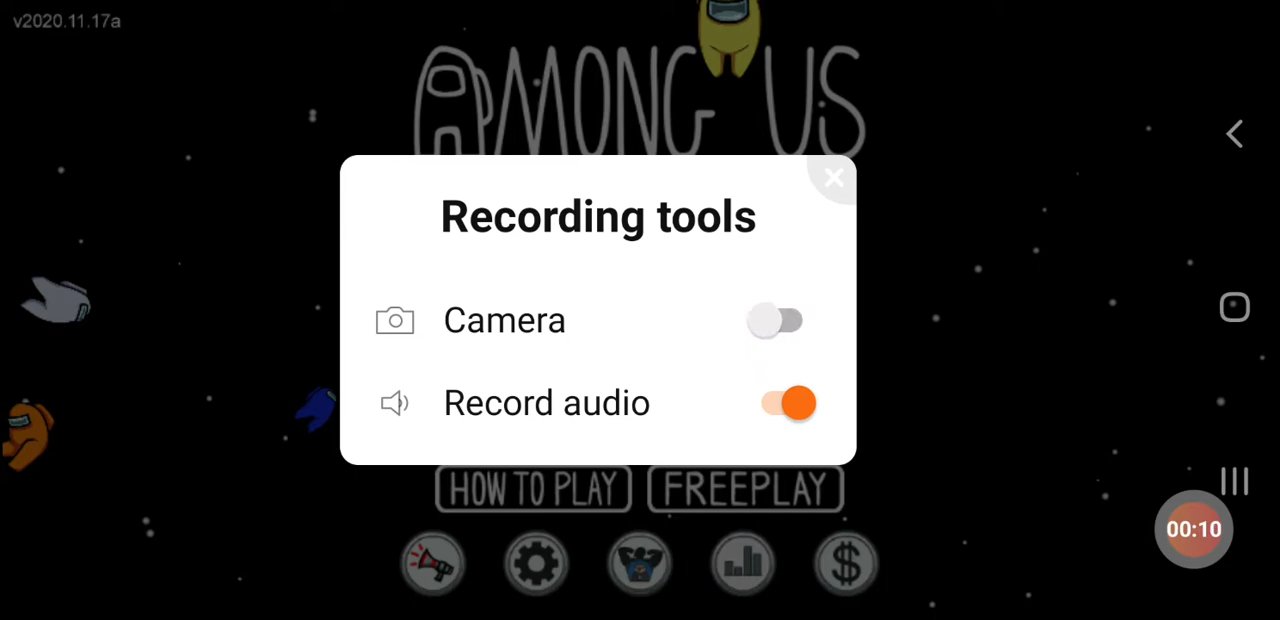 v2020.11.17a
AMONG US
Recording tools
Camera
Record audio
HOW TO PLAY
FREEPLAY
00:10